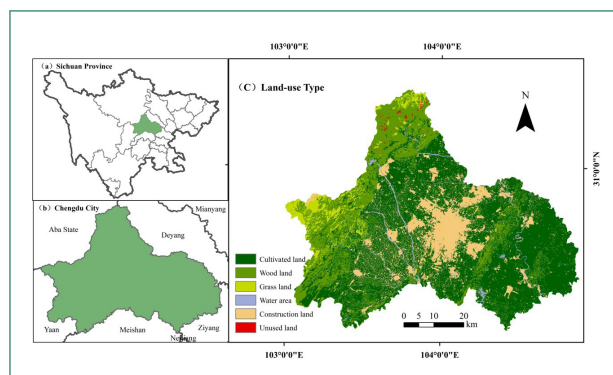 103°0'0"E
104°0'0"E
（a）Sichuan Province
（b）Chengdu City
Mianyang
Aba State
Deyang
Yaan
Meishan
Ziyang
（C）Land-use Type
N
31°0'0"N
Cultivated land
Wood land
Grass land
Water area
Construction land
Unused land
0 5 10 20
km
103°0'0"E
104°0'0"E